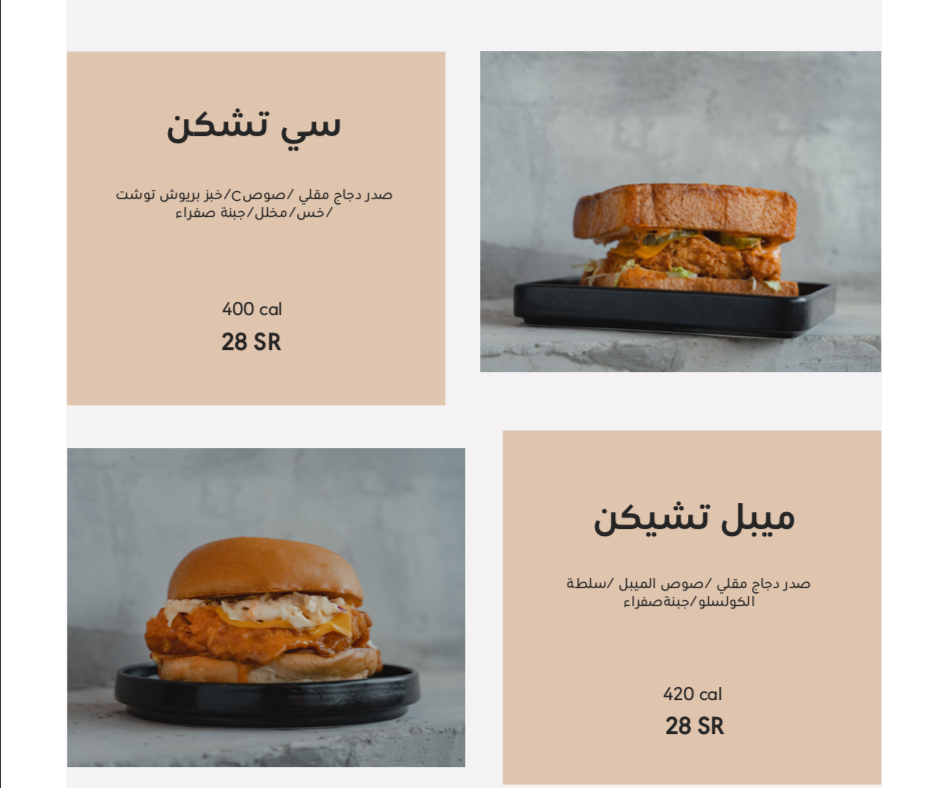 سي تشكن
صدر دجاج مقلي /صوصC/خبز بريوش توشت
/خس/مخلل/جبنة صفراء
400 cal
28 SR
ميبل تشيكن
صدر دجاج مقلي /صوص الميبل /سلطة
الكولسلو/جبنةصفراء
420 cal
28 SR